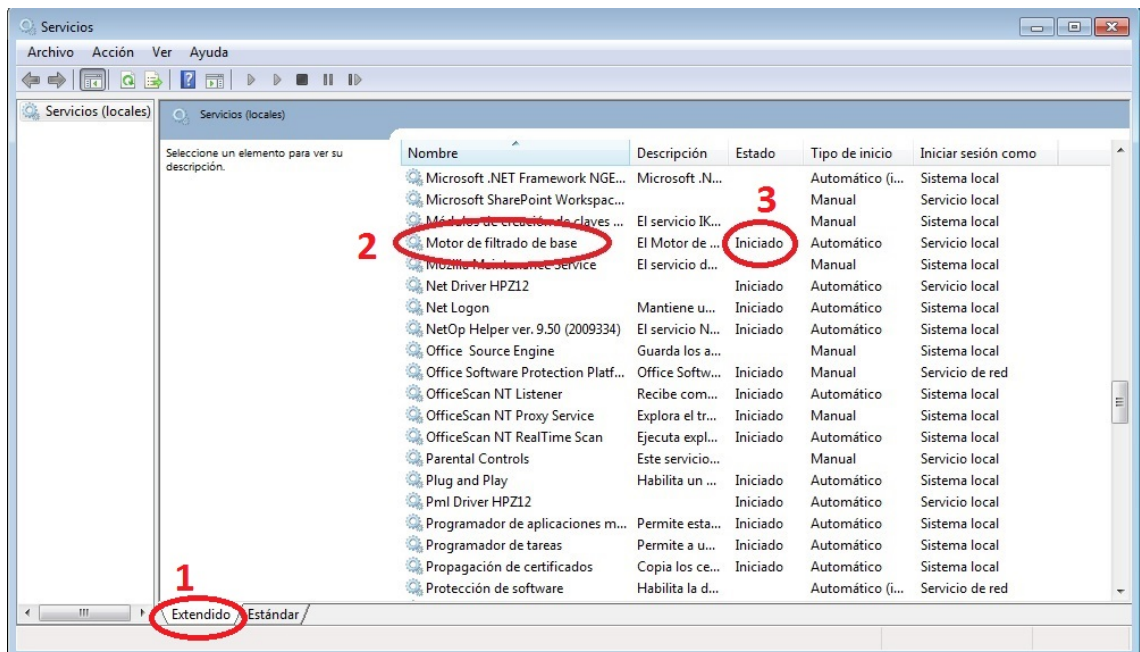 Servicios
Archivo Acción Ver Ayuda
Servicios (locales)
Servicios (locales)
Seleccione un elemento para ver su
descripción.
Nombre Descripción Estado Tipo de inicio Iniciar sesión como
Microsoft .NET Framework NGE... Microsoft .N... Automático (i... Sistema local
Microsoft SharePoint Workspac... Manual Servicio local
3
Módulos de creación de claves ... El servicio IK... Manual Sistema local
2
Motor de filtrado de base El Motor de ... Iniciado Automático Servicio local
Mozilla Maintenance Service El servicio d... Manual Sistema local
Net Driver HPZ12 Iniciado Automático Servicio local
Net Logon Mantiene u... Iniciado Automático Sistema local
NetOp Helper ver. 9.50 (2009334) El servicio N... Iniciado Automático Sistema local
Office Source Engine Guarda los a... Manual Sistema local
Office Software Protection Platf... Office Softw... Iniciado Manual Servicio de red
OfficeScan NT Listener Recibe com... Iniciado Automático Sistema local
OfficeScan NT Proxy Service Explora el tr... Iniciado Manual Sistema local
OfficeScan NT RealTime Scan Ejecuta expl... Iniciado Automático Sistema local
Parental Controls Este servicio... Manual Servicio local
Plug and Play Habilita un ... Iniciado Automático Sistema local
Pml Driver HPZ12 Iniciado Automático Servicio local
Programador de aplicaciones m... Permite esta... Iniciado Automático Sistema local
Programador de tareas Permite a u... Iniciado Automático Sistema local
Propagación de certificados Copia los ce... Iniciado Automático Sistema local
Protección de software Habilita la d... Automático (i... Servicio de red
1
Extendido Estándar